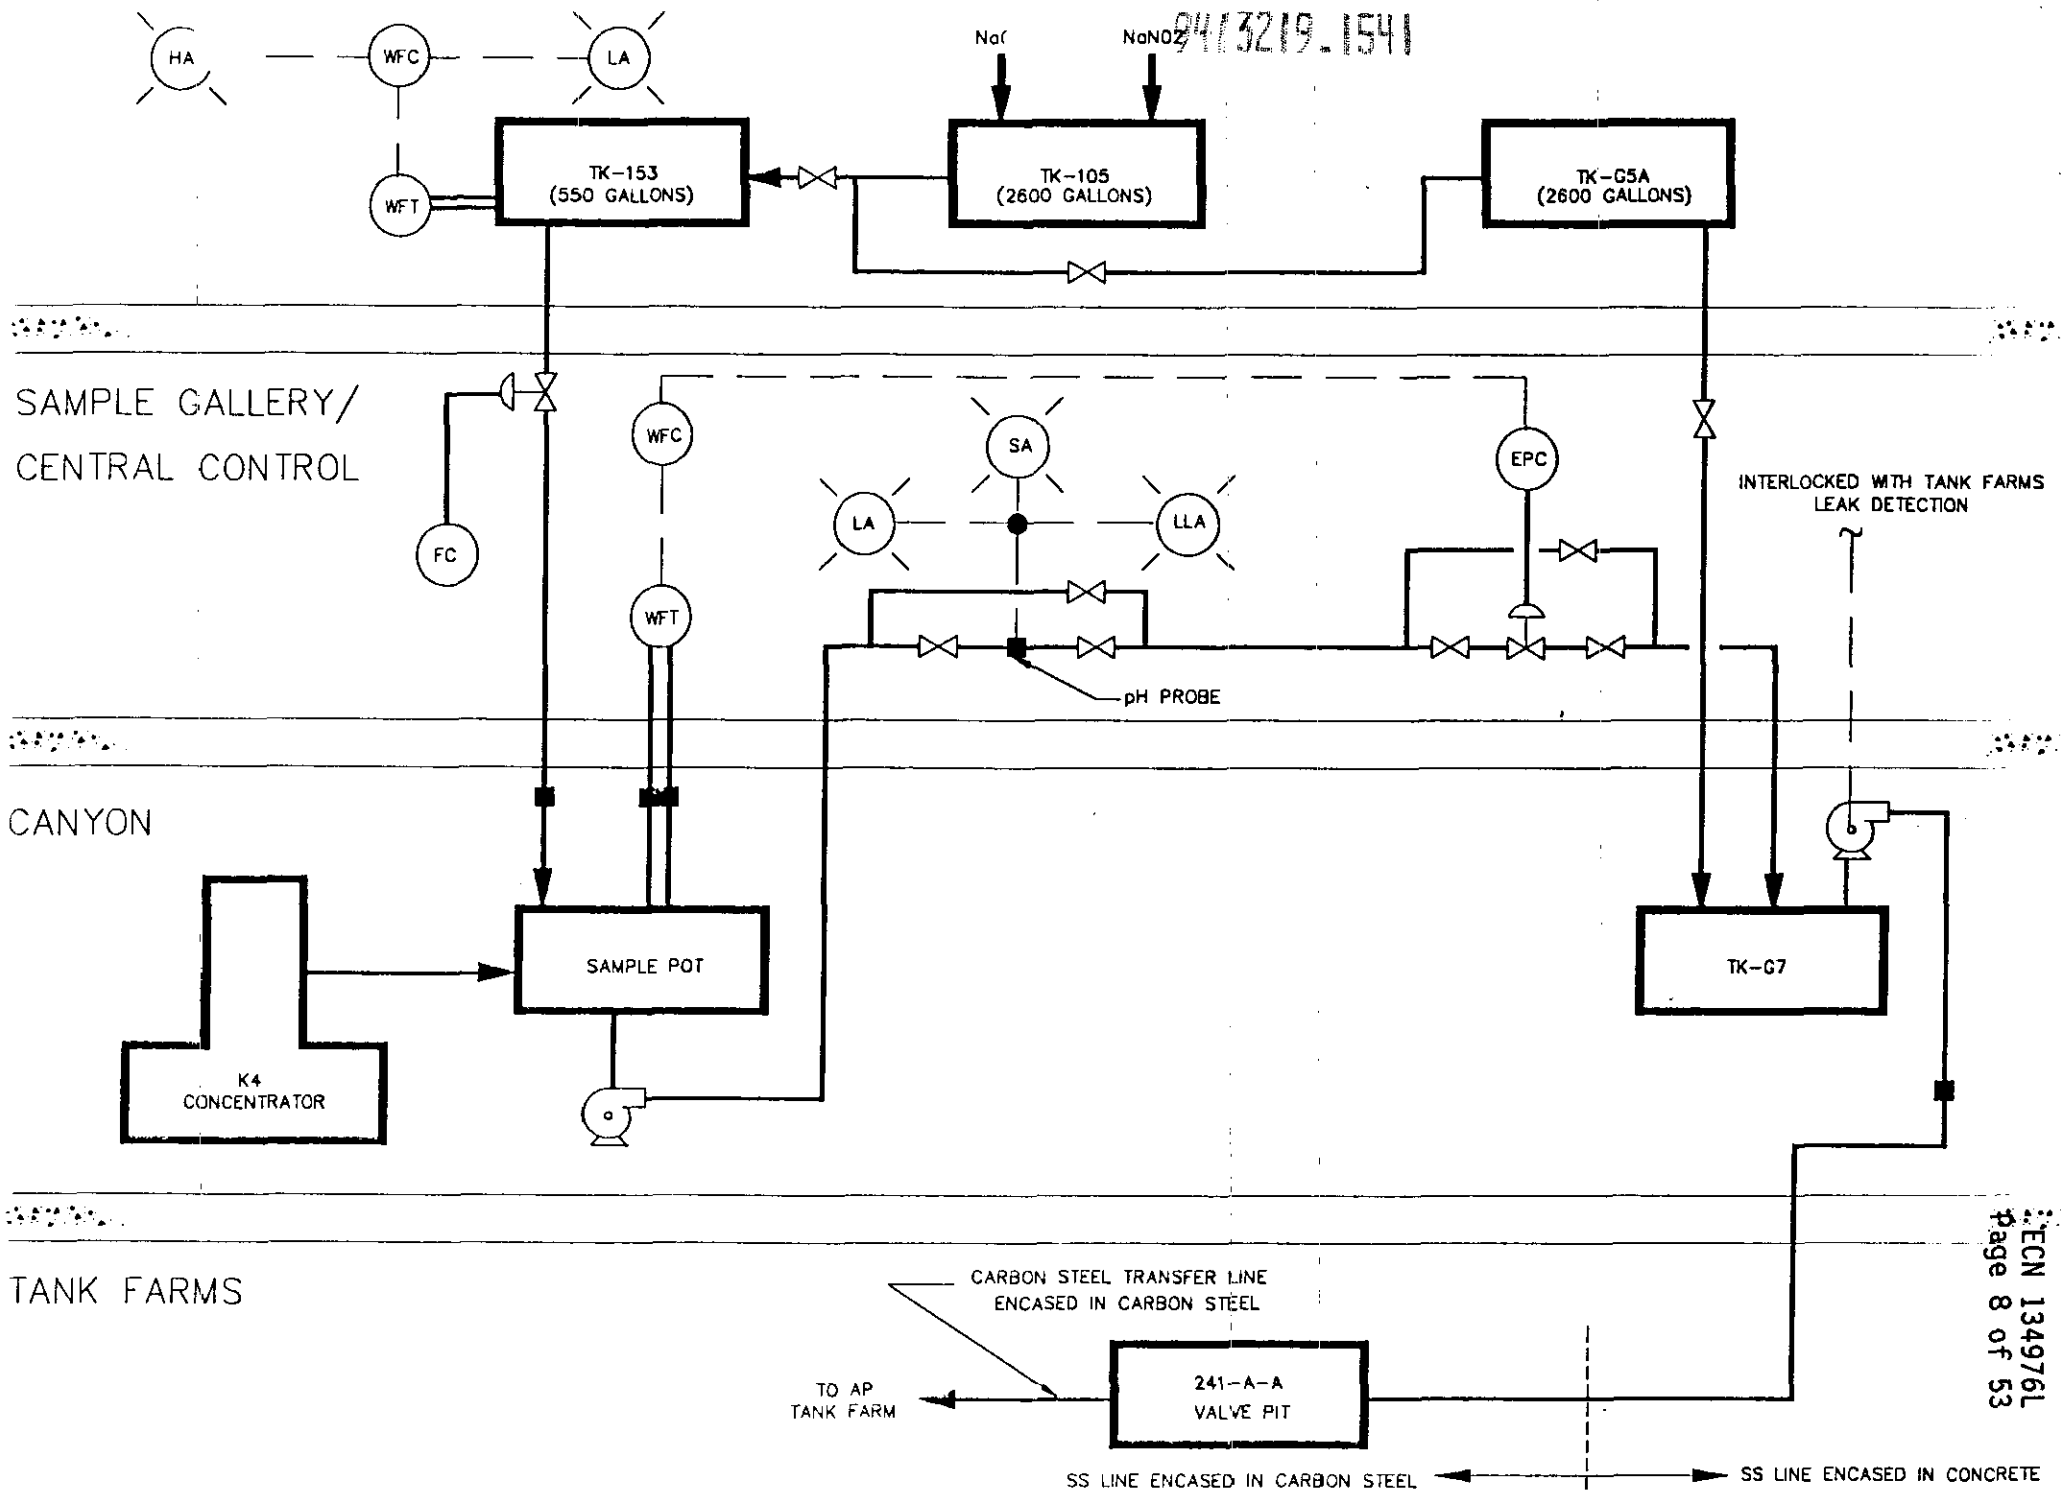 9413219.1541
HA
WFC
LA
NaNO2
WFT
TK-153
(550 GALLONS)
TK-105
(2600 GALLONS)
TK-G5A
(2600 GALLONS)
SAMPLE GALLERY/
CENTRAL CONTROL
WFC
SA
EPC
INTERLOCKED WITH TANK FARMS
LEAK DETECTION
FC
LA
LLA
WFT
pH PROBE
CANYON
SAMPLE POT
TK-G7
K4
CONCENTRATOR
TANK FARMS
CARBON STEEL TRANSFER LINE
ENCASED IN CARBON STEEL
TO AP
TANK FARM
241-A-A
VALVE PIT
SS LINE ENCASED IN CARBON STEEL
SS LINE ENCASED IN CONCRETE
ECN 134976L
Page 8 of 53